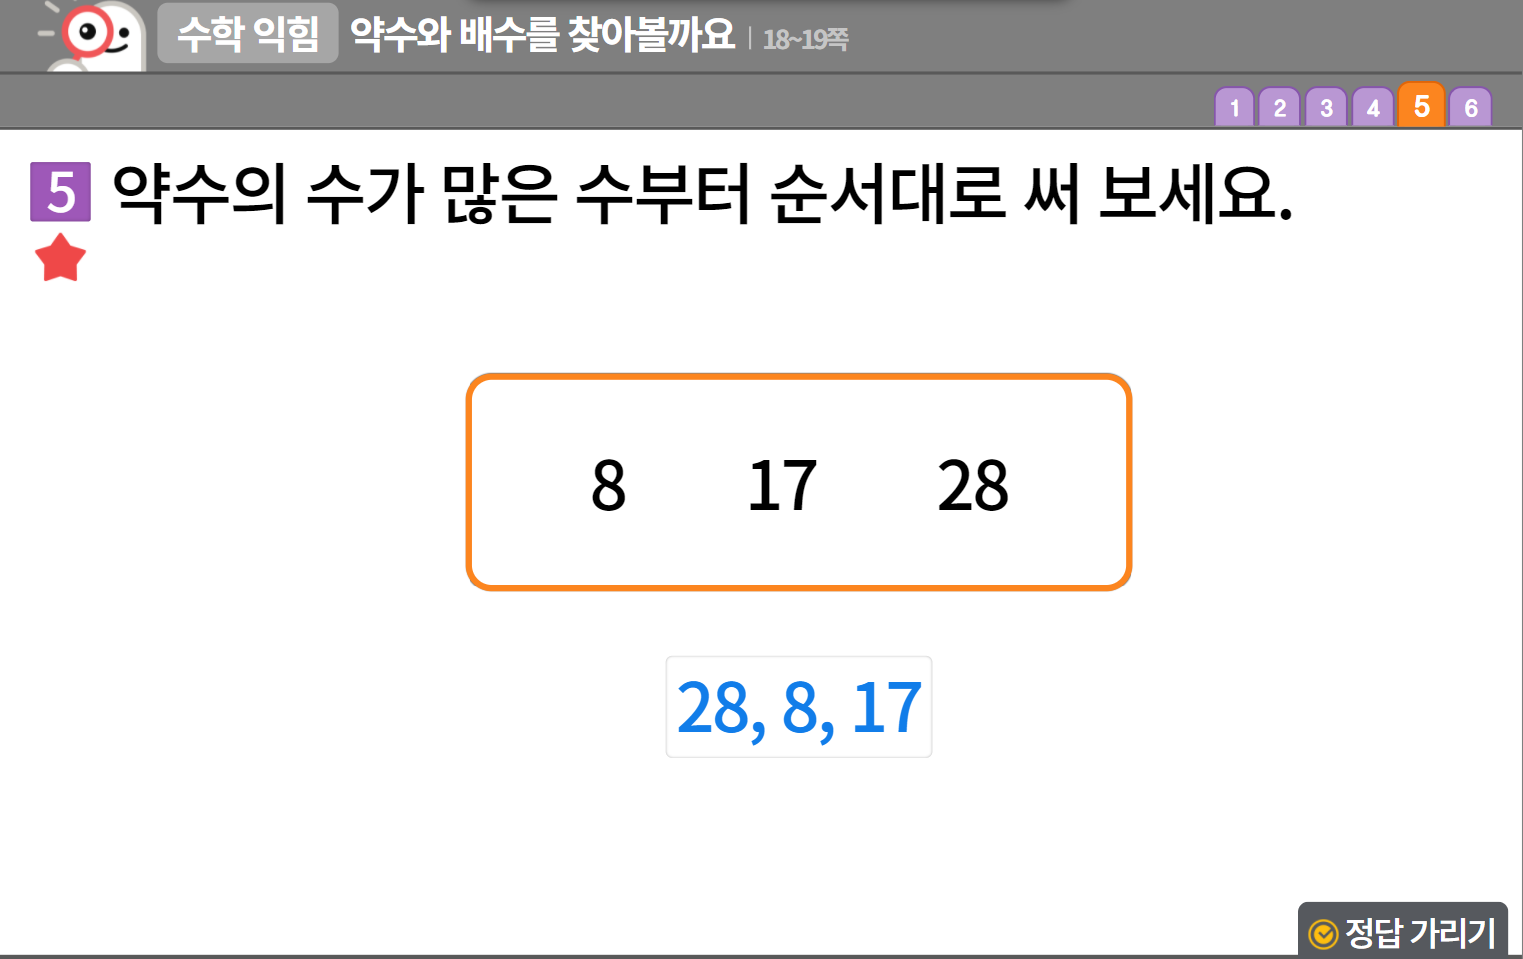 수학 익힘 약수와 배수를 찾아볼까요 | 18~19쪽
1 2 3 4 5 6
5 약수의 수가 많은 수부터 순서대로 써 보세요.
8 17 28
28, 8, 17
정답 가리기